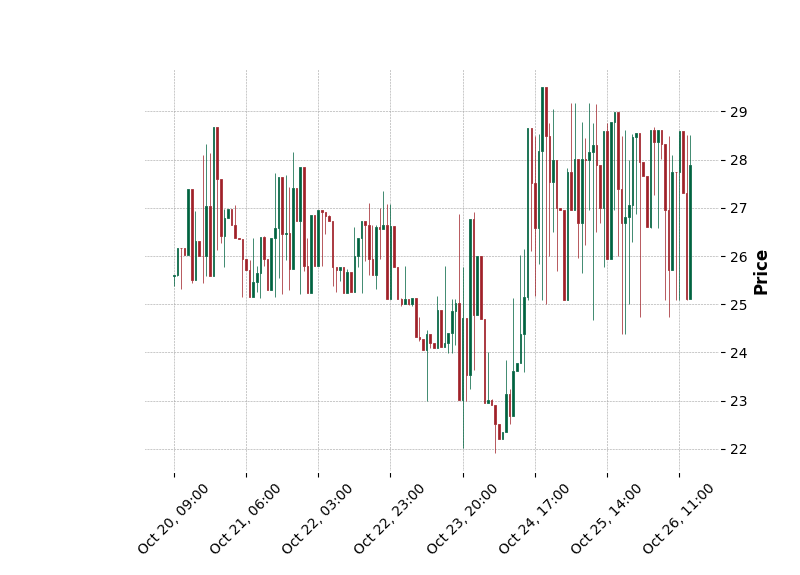 29
28
27
26
25
24
23
22
Price
Oct 20, 09:00
Oct 21, 06:00
Oct 22, 03:00
Oct 22, 23:00
Oct 23, 20:00
Oct 24, 17:00
Oct 25, 14:00
Oct 26, 11:00